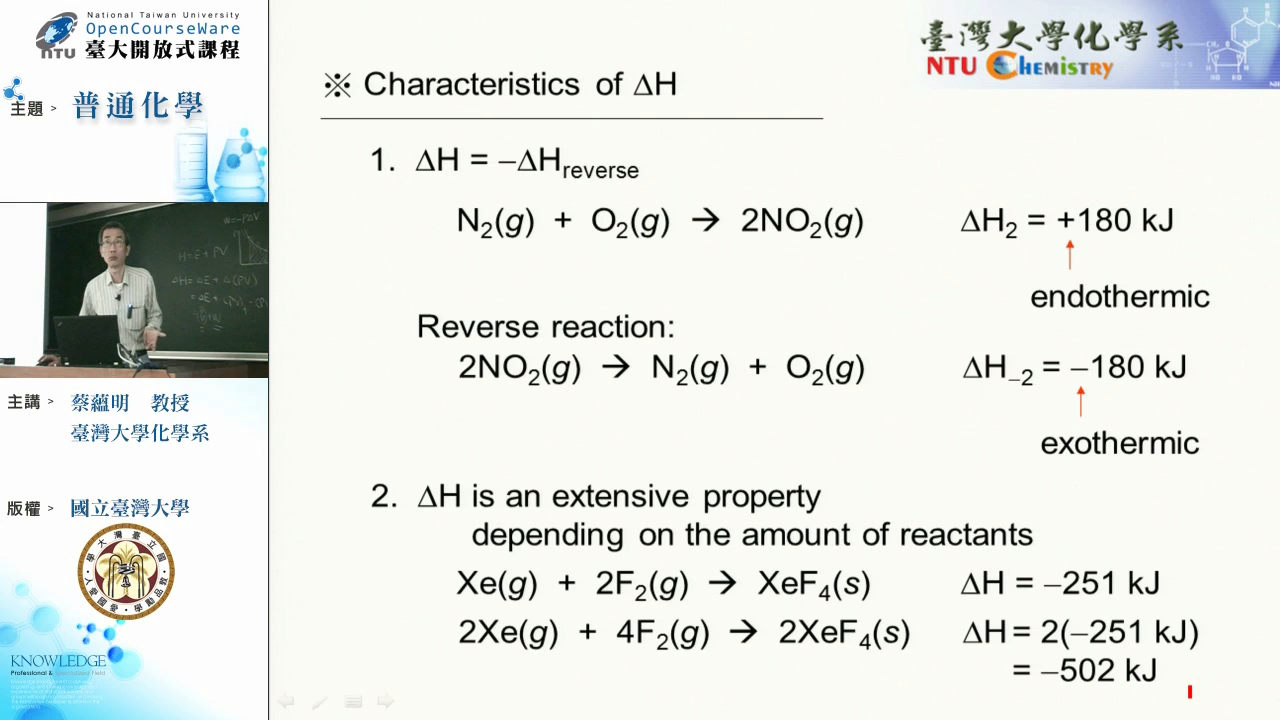 National Taiwan University
OpenCourseWare
NTU 臺大開放式課程
主題 > 普通化學
主講 > 蔡蘊明 教授
臺灣大學化學系
版權 > 國立臺灣大學
KNOWLEDGE
臺灣大學化學系
NTU Chemistry
※ Characteristics of ΔH
1. ΔH = –ΔHreverse
N2(g) + O2(g) → 2NO2(g) ΔH2 = +180 kJ
endothermic
Reverse reaction:
2NO2(g) → N2(g) + O2(g) ΔH–2 = –180 kJ
exothermic
2. ΔH is an extensive property
depending on the amount of reactants
Xe(g) + 2F2(g) → XeF4(s) ΔH = –251 kJ
2Xe(g) + 4F2(g) → 2XeF4(s) ΔH = 2(–251 kJ)
= –502 kJ